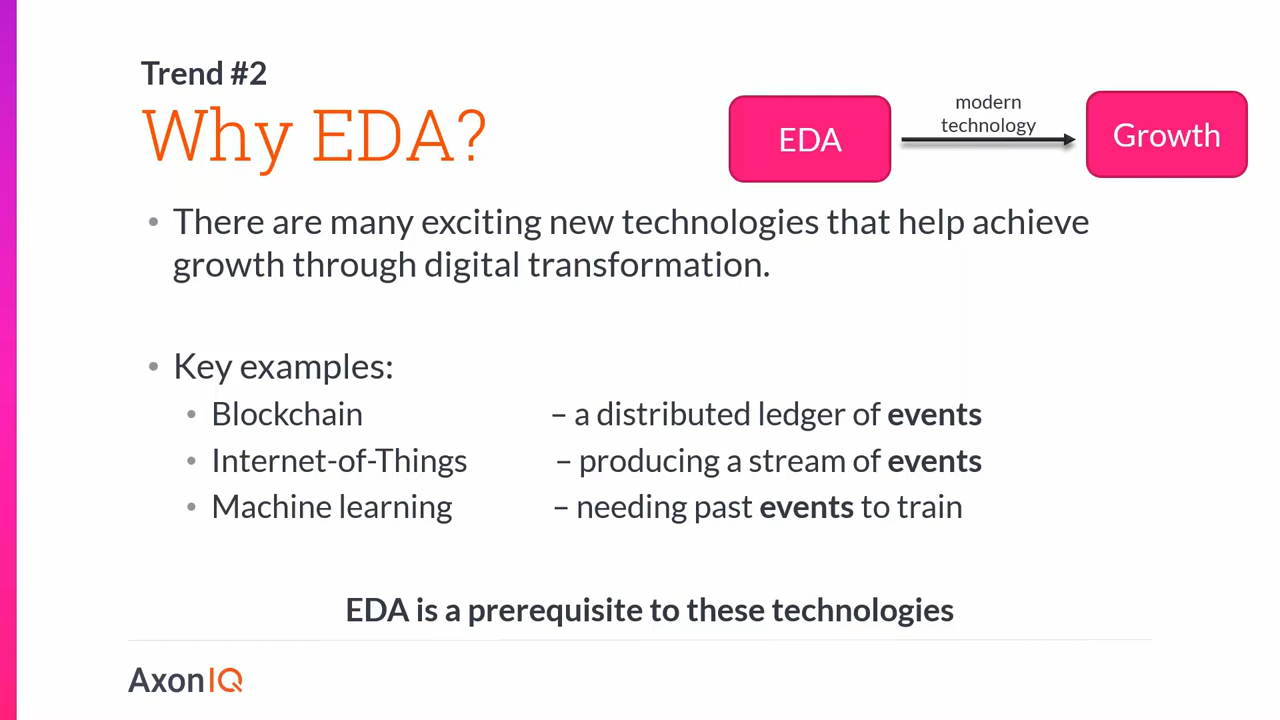 Trend #2
Why EDA?
EDA
modern
technology
Growth
• There are many exciting new technologies that help achieve
growth through digital transformation.
• Key examples:
• Blockchain – a distributed ledger of events
• Internet-of-Things – producing a stream of events
• Machine learning – needing past events to train
EDA is a prerequisite to these technologies
AxonIQ